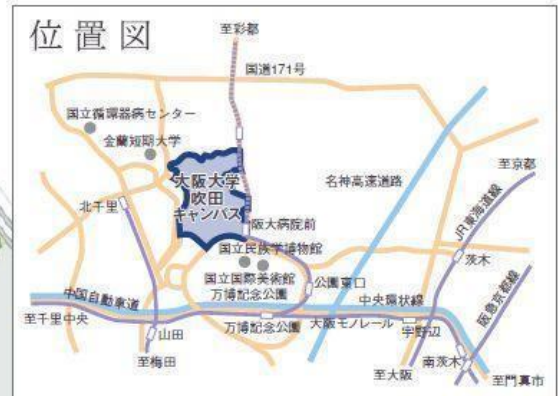 位置図
至彩都
国道171号
国立循環器病センター
金蘭短期大学
大阪大学
吹田
キャンパス
名神高速道路
至京都
JR東海道線
北千里
阪大病院前
国立民族学博物館
茨木
阪急京都線
国立国際美術館
公園東口
万博記念公園
中国自動車道
中央環状線
至千里中央
山田
万博記念公園
大阪モノレール
宇野辺
至梅田
至大阪
南茨木
至門真市